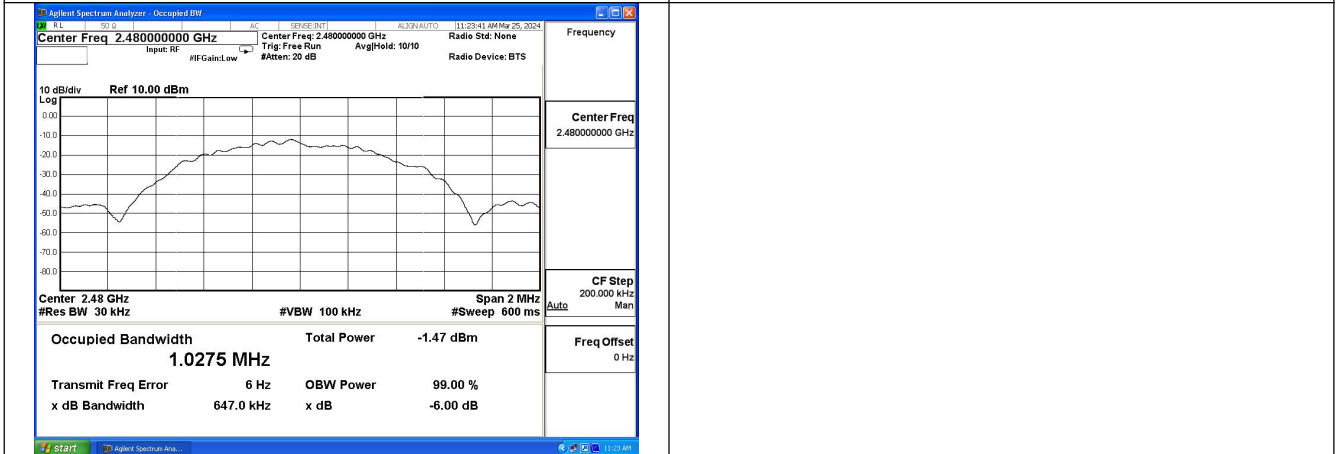 Agilent Spectrum Analyzer - Occupied BW
RL 50 Ω AC SENSE:INT ALIGN AUTO 11:23:41 AM Mar 25, 2024
Center Freq 2.480000000 GHz
Center Freq: 2.480000000 GHz Radio Std: None
Input: RF Trig: Free Run Avg|Hold: 10/10
#IFGain:Low #Atten: 20 dB Radio Device: BTS
Frequency
10 dB/div Ref 10.00 dBm
Log
0.00
-10.0
-20.0
-30.0
-40.0
-50.0
-60.0
-70.0
-80.0
Center Freq
2.480000000 GHz
Center 2.48 GHz Span 2 MHz
#Res BW 30 kHz #VBW 100 kHz #Sweep 600 ms
CF Step
200.000 kHz
Auto Man
Occupied Bandwidth Total Power -1.47 dBm
1.0275 MHz
Transmit Freq Error 6 Hz OBW Power 99.00 %
x dB Bandwidth 647.0 kHz x dB -6.00 dB
Freq Offset
0 Hz
start Agilent Spectrum Ana... 11:23 AM